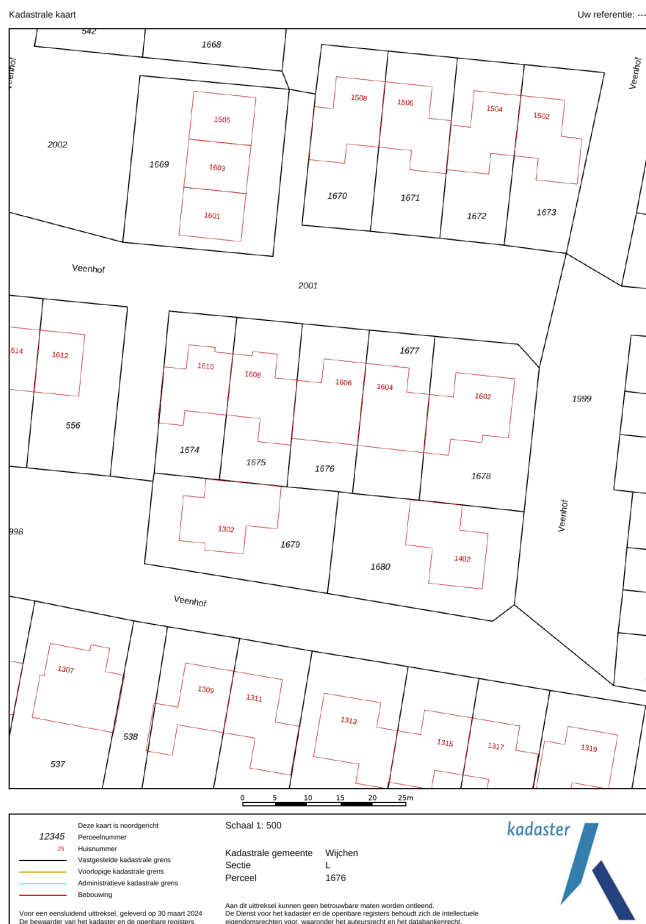 Kadastrale kaart
Uw referentie: ---
542
1668
Veenhof
Veenhof
1505
1508
1506
1504
1502
2002
1669
1603
1670
1671
1672
1673
1601
Veenhof
2001
614
1612
1610
1608
1606
1604
1677
1602
1999
556
1674
1675
1676
1678
998
1302
1679
1680
1402
Veenhof
Veenhof
1307
1309
1311
1313
1315
1317
1319
537
538
0 5 10 15 20 25m
Deze kaart is noordgericht
12345 Perceelnummer
25 Huisnummer
Vastgestelde kadastrale grens
Voorlopige kadastrale grens
Administratieve kadastrale grens
Bebouwing
Voor een eensluidend uittreksel, geleverd op 30 maart 2024
De bewaarder van het kadaster en de openbare registers
Schaal 1: 500
Kadastrale gemeente Wijchen
Sectie L
Perceel 1676
Aan dit uittreksel kunnen geen betrouwbare maten worden ontleend.
De Dienst voor het kadaster en de openbare registers behoudt zich de intellectuele
eigendomsrechten voor, waaronder het auteursrecht en het databankenrecht.
kadaster